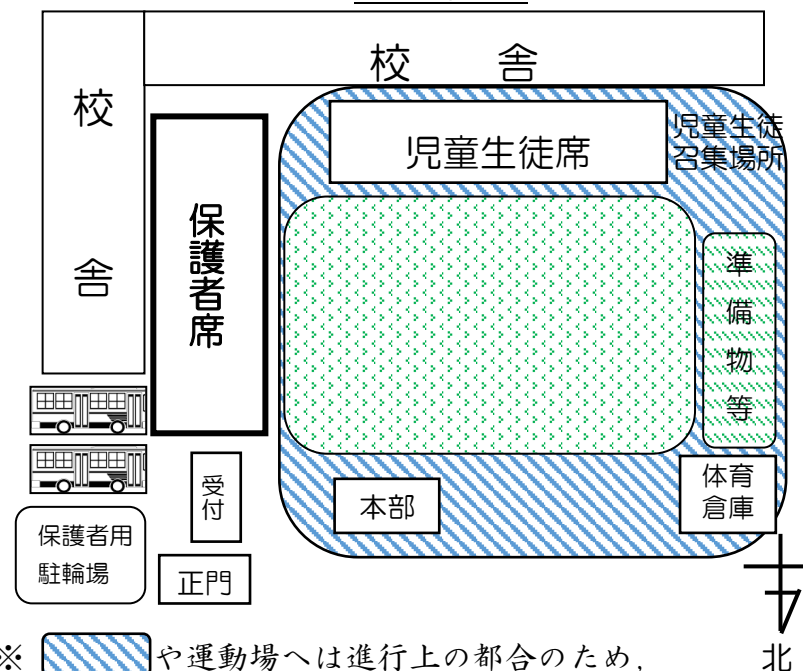 校舎
校舎
児童生徒席
児童生徒
召集場所
保護者席
準備物等
受付
本部
体育
倉庫
保護者用
駐輪場
正門
※ や運動場へは進行上の都合のため,
北